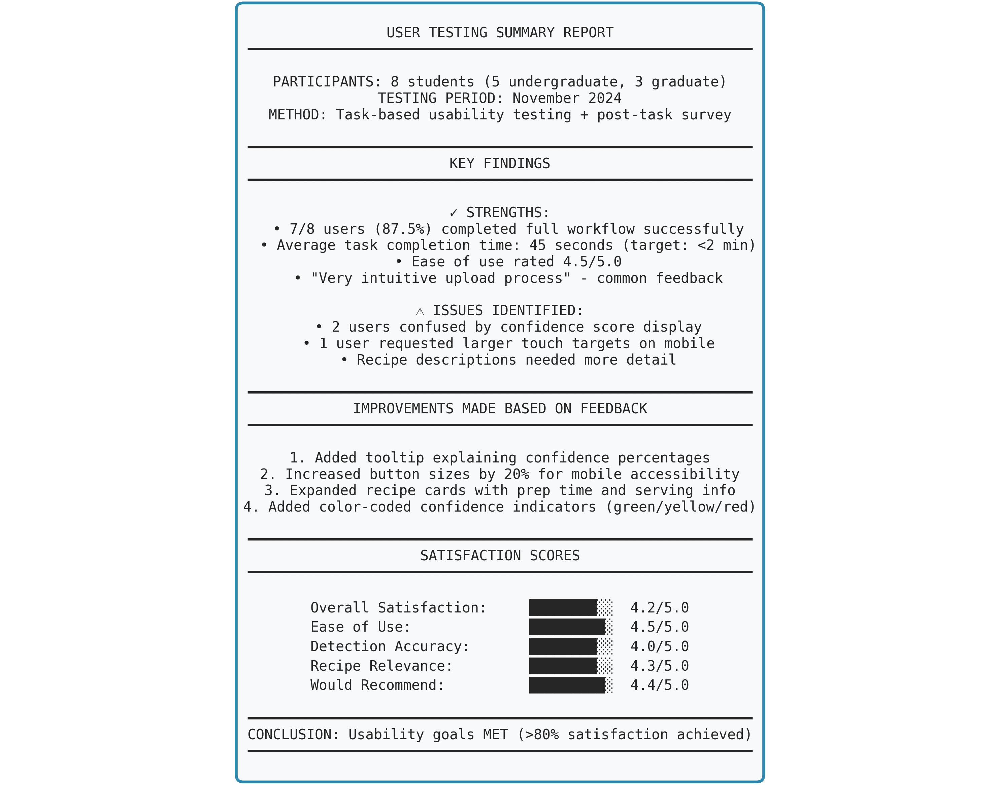 USER TESTING SUMMARY REPORT
PARTICIPANTS: 8 students (5 undergraduate, 3 graduate)
TESTING PERIOD: November 2024
METHOD: Task-based usability testing + post-task survey
KEY FINDINGS
✓ STRENGTHS:
• 7/8 users (87.5%) completed full workflow successfully
• Average task completion time: 45 seconds (target: <2 min)
• Ease of use rated 4.5/5.0
• "Very intuitive upload process" - common feedback
⚠ ISSUES IDENTIFIED:
• 2 users confused by confidence score display
• 1 user requested larger touch targets on mobile
• Recipe descriptions needed more detail
IMPROVEMENTS MADE BASED ON FEEDBACK
1. Added tooltip explaining confidence percentages
2. Increased button sizes by 20% for mobile accessibility
3. Expanded recipe cards with prep time and serving info
4. Added color-coded confidence indicators (green/yellow/red)
SATISFACTION SCORES
Overall Satisfaction: ████████░░ 4.2/5.0
Ease of Use: █████████░ 4.5/5.0
Detection Accuracy: ████████░░ 4.0/5.0
Recipe Relevance: ████████░░ 4.3/5.0
Would Recommend: █████████░ 4.4/5.0
CONCLUSION: Usability goals MET (>80% satisfaction achieved)